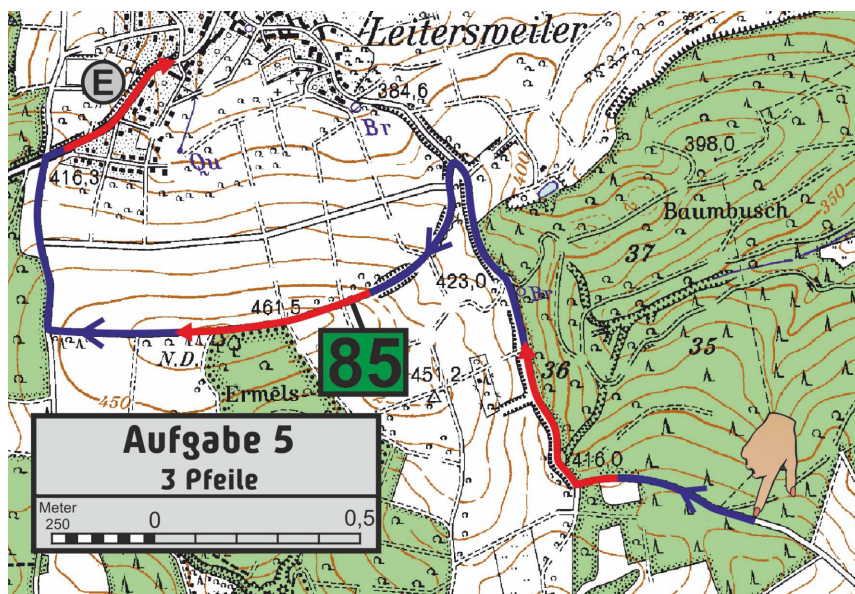 Leitersweiler
E
384,6
Br
Qu
416,3
400
398,0
Baumbusch
350
37
461,5
423,0
Br
N.D.
85
35
36
450
Ermels
45 2
416,0
Aufgabe 5
3 Pfeile
Meter
250 0 0,5